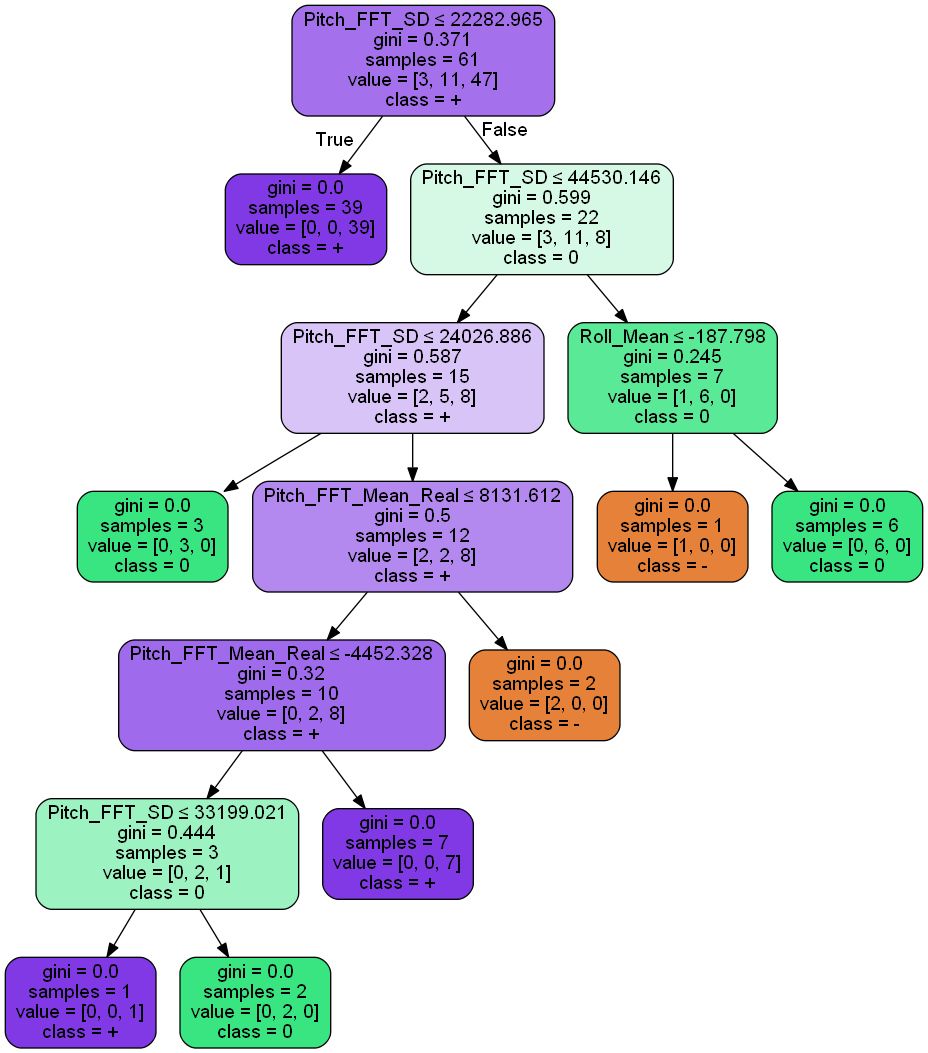 Pitch_FFT_SD ≤ 22282.965
gini = 0.371
samples = 61
value = [3, 11, 47]
class = +
True
False
gini = 0.0
samples = 39
value = [0, 0, 39]
class = +
Pitch_FFT_SD ≤ 44530.146
gini = 0.599
samples = 22
value = [3, 11, 8]
class = 0
Pitch_FFT_SD ≤ 24026.886
gini = 0.587
samples = 15
value = [2, 5, 8]
class = +
Roll_Mean ≤ -187.798
gini = 0.245
samples = 7
value = [1, 6, 0]
class = 0
gini = 0.0
samples = 3
value = [0, 3, 0]
class = 0
Pitch_FFT_Mean_Real ≤ 8131.612
gini = 0.5
samples = 12
value = [2, 2, 8]
class = +
gini = 0.0
samples = 1
value = [1, 0, 0]
class = -
gini = 0.0
samples = 6
value = [0, 6, 0]
class = 0
Pitch_FFT_Mean_Real ≤ -4452.328
gini = 0.32
samples = 10
value = [0, 2, 8]
class = +
gini = 0.0
samples = 2
value = [2, 0, 0]
class = -
Pitch_FFT_SD ≤ 33199.021
gini = 0.444
samples = 3
value = [0, 2, 1]
class = 0
gini = 0.0
samples = 7
value = [0, 0, 7]
class = +
gini = 0.0
samples = 1
value = [0, 0, 1]
class = +
gini = 0.0
samples = 2
value = [0, 2, 0]
class = 0